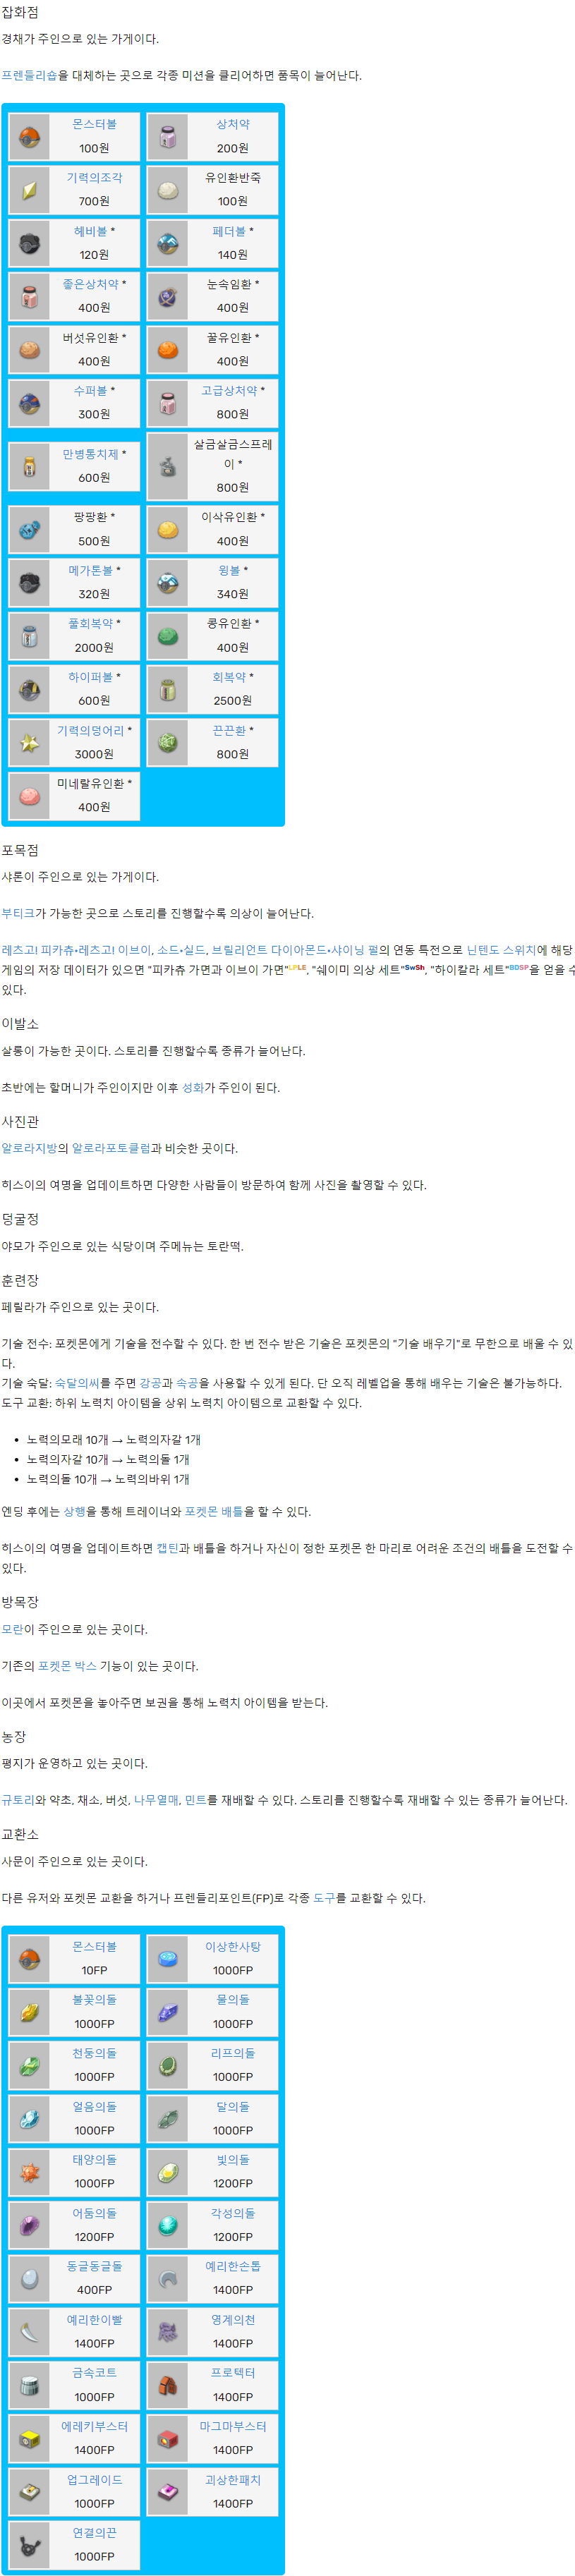 잡화점
경채가 주인으로 있는 가게이다.
프렌들리숍을 대체하는 곳으로 각종 미션을 클리어하면 품목이 늘어난다.
몬스터볼 상처약
100원 200원
기력의조각 유인환반죽
700원 100원
헤비볼 * 페더볼 *
120원 140원
좋은상처약 * 눈속임환 *
400원 400원
버섯유인환 * 꿀유인환 *
400원 400원
수퍼볼 * 고급상처약 *
300원 800원
만병통치제 * 살금살금스프레
이 *
600원 800원
팡팡환 * 이삭유인환 *
500원 400원
메가톤볼 * 윙볼 *
320원 340원
풀회복약 * 콩유인환 *
2000원 400원
하이퍼볼 * 회복약 *
600원 2500원
기력의덩어리 * 끈끈환 *
3000원 800원
미네랄유인환 *
400원
포목점
샤론이 주인으로 있는 가게이다.
부티크가 가능한 곳으로 스토리를 진행할수록 의상이 늘어난다.
레츠고! 피카츄·레츠고! 이브이, 소드·실드, 브릴리언트 다이아몬드·샤이닝 펄의 연동 특전으로 닌텐도 스위치에 해당
게임의 저장 데이터가 있으면 "피카츄 가면과 이브이 가면"LPLE, "쉐이미 의상 세트"SwSh, "하이칼라 세트"BDSP을 얻을 수
있다.
이발소
살롱이 가능한 곳이다. 스토리를 진행할수록 종류가 늘어난다.
초반에는 할머니가 주인이지만 이후 성화가 주인이 된다.
사진관
알로라지방의 알로라포토클럽과 비슷한 곳이다.
히스이의 여명을 업데이트하면 다양한 사람들이 방문하여 함께 사진을 촬영할 수 있다.
덩굴정
야모가 주인으로 있는 식당이며 주메뉴는 토란떡.
훈련장
페릴라가 주인으로 있는 곳이다.
기술 전수: 포켓몬에게 기술을 전수할 수 있다. 한 번 전수 받은 기술은 포켓몬의 "기술 배우기"로 무한으로 배울 수 있
다.
기술 숙달: 숙달의씨를 주면 강공과 속공을 사용할 수 있게 된다. 단 오직 레벨업을 통해 배우는 기술은 불가능하다.
도구 교환: 하위 노력치 아이템을 상위 노력치 아이템으로 교환할 수 있다.
• 노력의모래 10개 → 노력의자갈 1개
• 노력의자갈 10개 → 노력의돌 1개
• 노력의돌 10개 → 노력의바위 1개
엔딩 후에는 상행을 통해 트레이너와 포켓몬 배틀을 할 수 있다.
히스이의 여명을 업데이트하면 캡틴과 배틀을 하거나 자신이 정한 포켓몬 한 마리로 어려운 조건의 배틀을 도전할 수
있다.
방목장
모란이 주인으로 있는 곳이다.
기존의 포켓몬 박스 기능이 있는 곳이다.
이곳에서 포켓몬을 놓아주면 보권을 통해 노력치 아이템을 받는다.
농장
평지가 운영하고 있는 곳이다.
규토리와 약초, 채소, 버섯, 나무열매, 민트를 재배할 수 있다. 스토리를 진행할수록 재배할 수 있는 종류가 늘어난다.
교환소
사문이 주인으로 있는 곳이다.
다른 유저와 포켓몬 교환을 하거나 프렌들리포인트(FP)로 각종 도구를 교환할 수 있다.
몬스터볼 이상한사탕
10FP 1000FP
불꽃의돌 물의돌
1000FP 1000FP
천둥의돌 리프의돌
1000FP 1000FP
얼음의돌 달의돌
1000FP 1000FP
태양의돌 빛의돌
1000FP 1200FP
어둠의돌 각성의돌
1200FP 1200FP
동글동글돌 예리한손톱
400FP 1400FP
예리한이빨 영계의천
1400FP 1400FP
금속코트 프로텍터
1000FP 1400FP
에레키부스터 마그마부스터
1400FP 1400FP
업그레이드 괴상한패치
1000FP 1400FP
연결의끈
1000FP